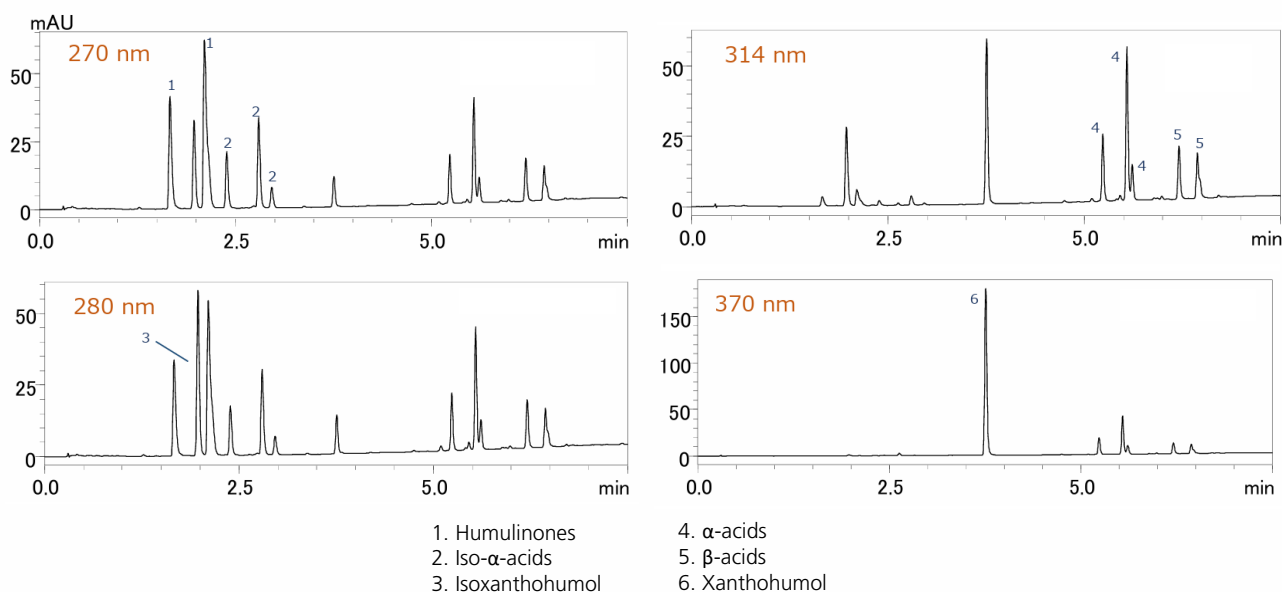 mAU
270 nm
1
1
2
2
2
50
25
0
0.0
2.5
5.0
min
314 nm
4
4
4
5
5
50
25
0
0.0
2.5
5.0
min
280 nm
3
50
25
0
0.0
2.5
5.0
min
370 nm
6
150
100
50
0
0.0
2.5
5.0
min
1. Humulinones
2. Iso-α-acids
3. Isoxanthohumol
4. α-acids
5. β-acids
6. Xanthohumol